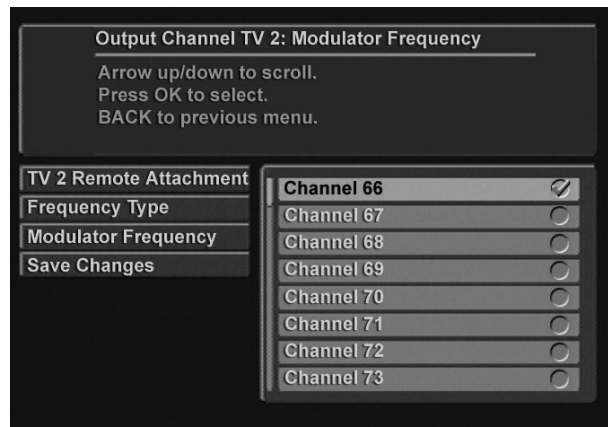 Output Channel TV 2: Modulator Frequency
Arrow up/down to scroll.
Press OK to select.
BACK to previous menu.
TV 2 Remote Attachment
Frequency Type
Modulator Frequency
Save Changes
Channel 66
Channel 67
Channel 68
Channel 69
Channel 70
Channel 71
Channel 72
Channel 73